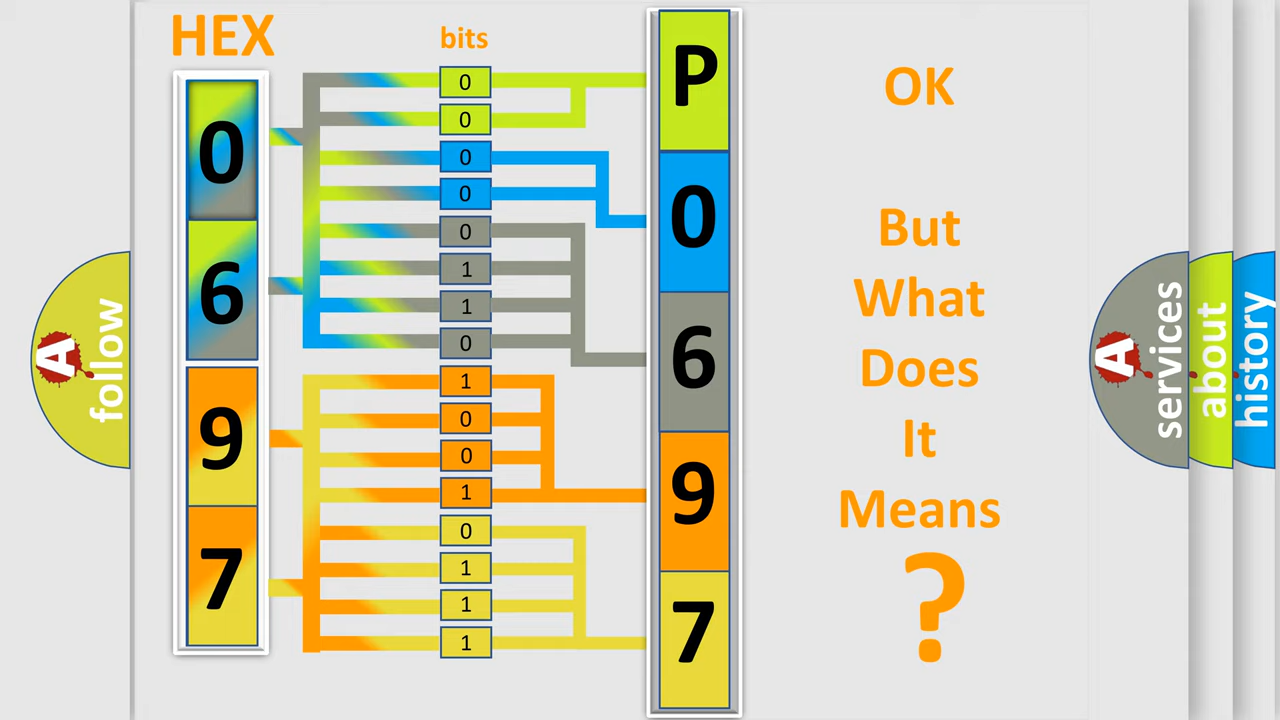 HEX
bits
0
6
9
7
0
0
0
0
0
1
1
0
1
0
0
1
0
1
1
1
P
0
6
9
7
OK
But
What
Does
It
Means
?
A
follow
A
services
about
history